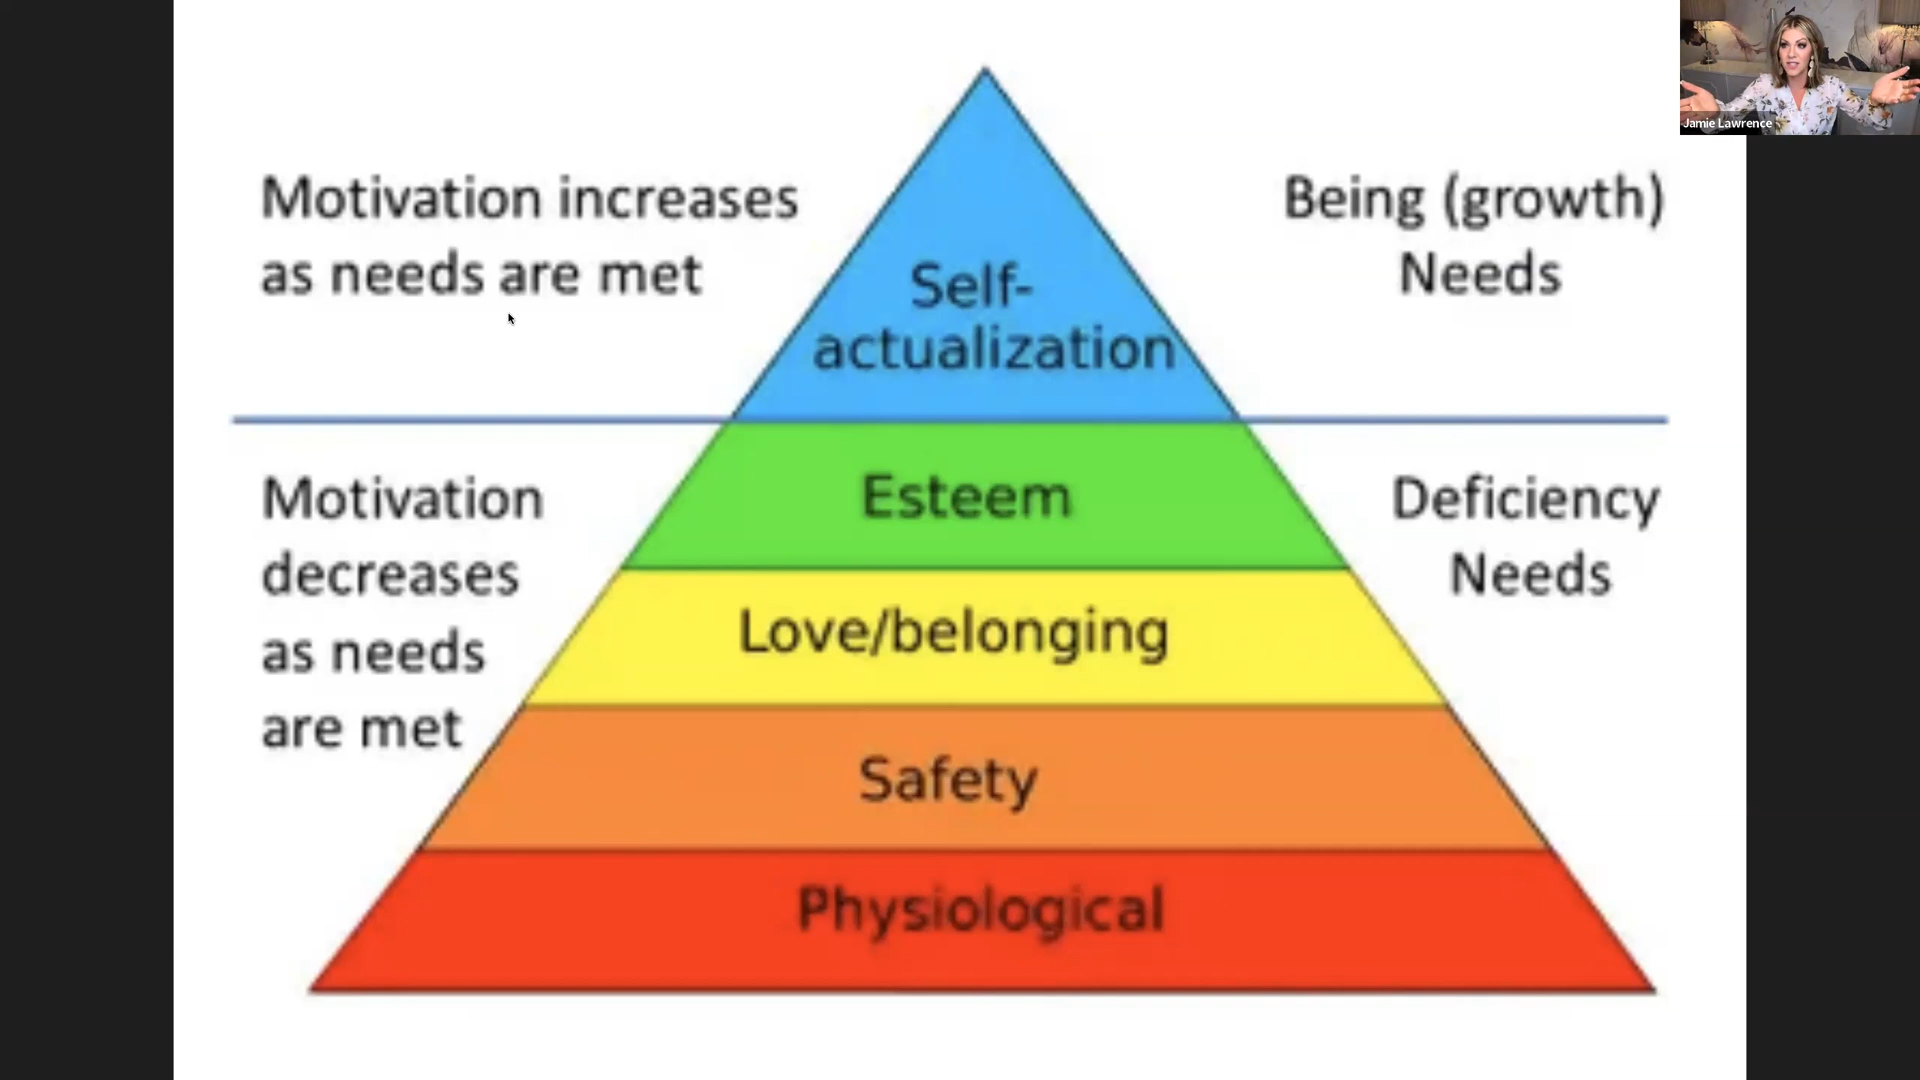 Jamie Lawrence
Motivation increases
as needs are met
Being (growth)
Needs
Self-
actualization
Motivation
decreases
as needs
are met
Esteem
Deficiency
Needs
Love/belonging
Safety
Physiological